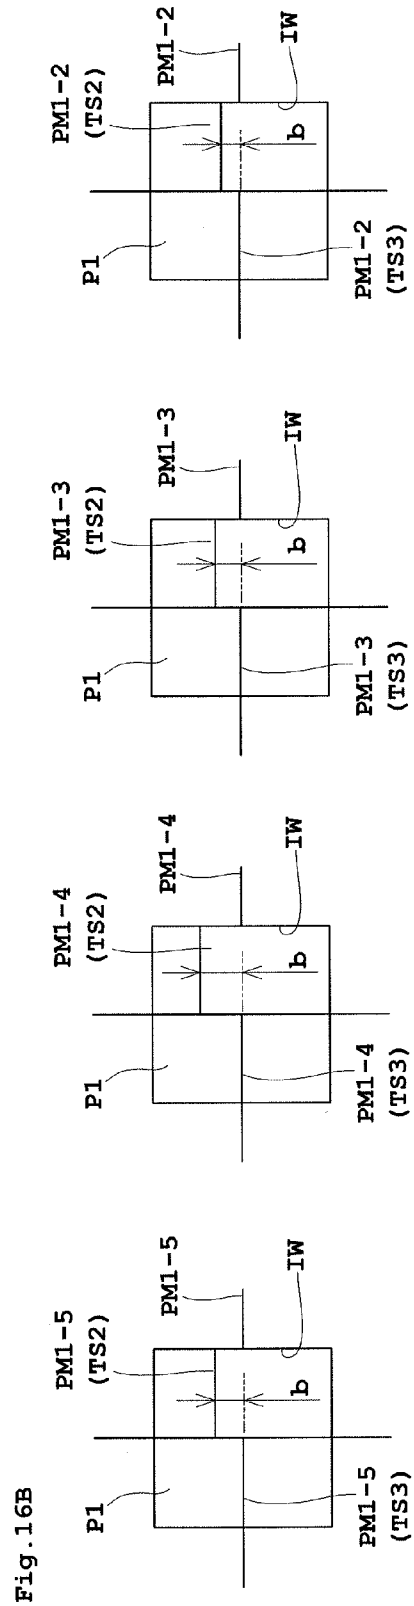 Fig.16B
P1
PM1-5
(TS2)
PM1-5
b
IW
PM1-5
(TS3)
P1
PM1-4
(TS2)
PM1-4
b
IW
PM1-4
(TS3)
P1
PM1-3
(TS2)
PM1-3
b
IW
PM1-3
(TS3)
P1
PM1-2
(TS2)
PM1-2
b
IW
PM1-2
(TS3)